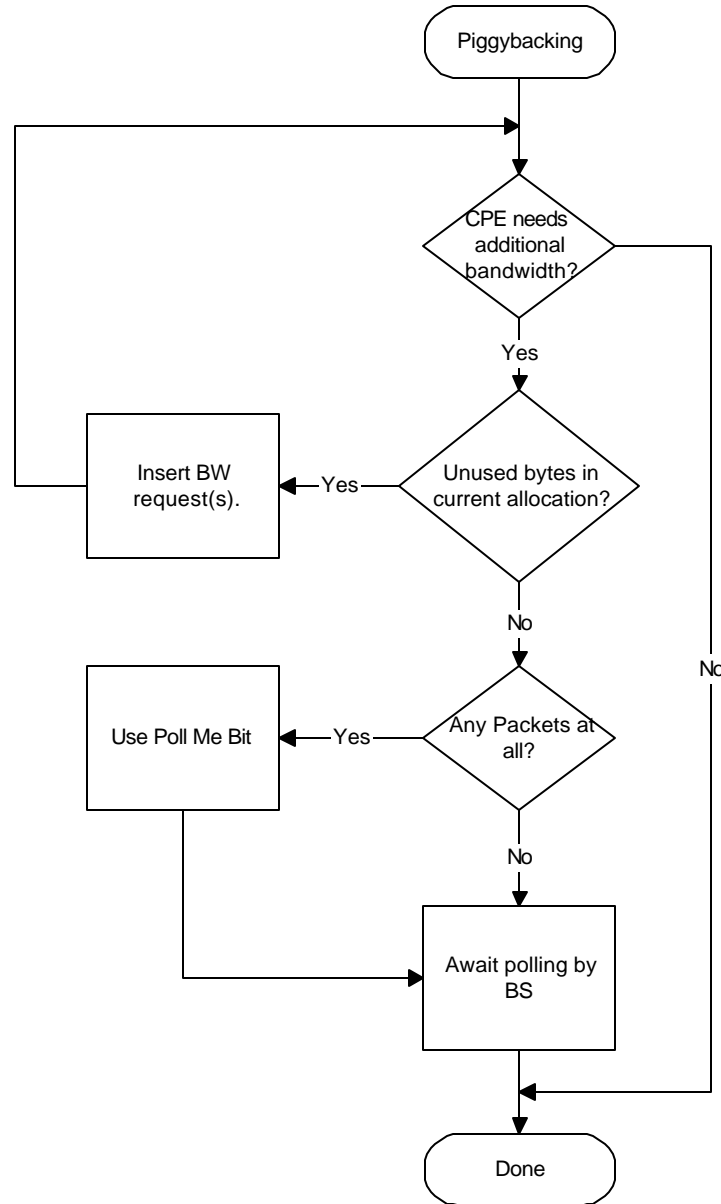 Piggybacking
CPE needs
additional
bandwidth?
Yes
Insert BW
request(s).
Yes
Unused bytes in
current allocation?
No
No
Use Poll Me Bit
Yes
Any Packets at
all?
No
Await polling by
BS
Done